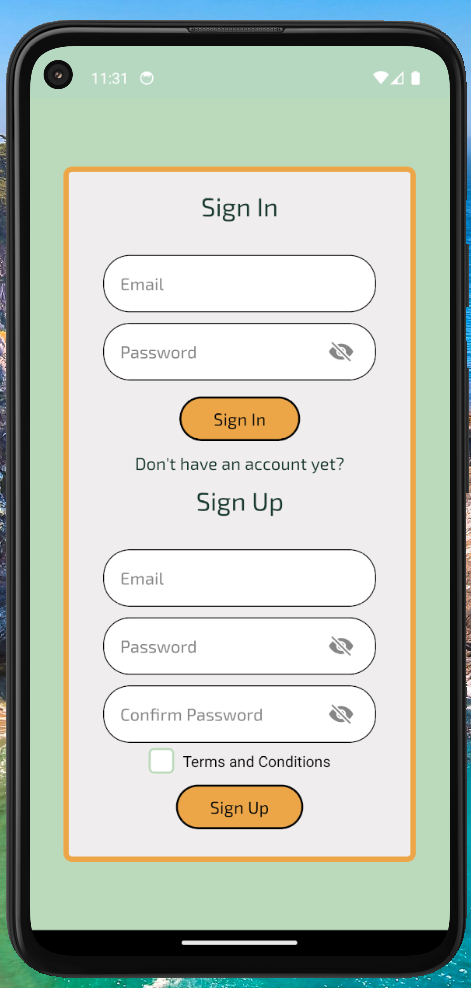 11:31
Sign In
Email
Password
Sign In
Don't have an account yet?
Sign Up
Email
Password
Confirm Password
Terms and Conditions
Sign Up